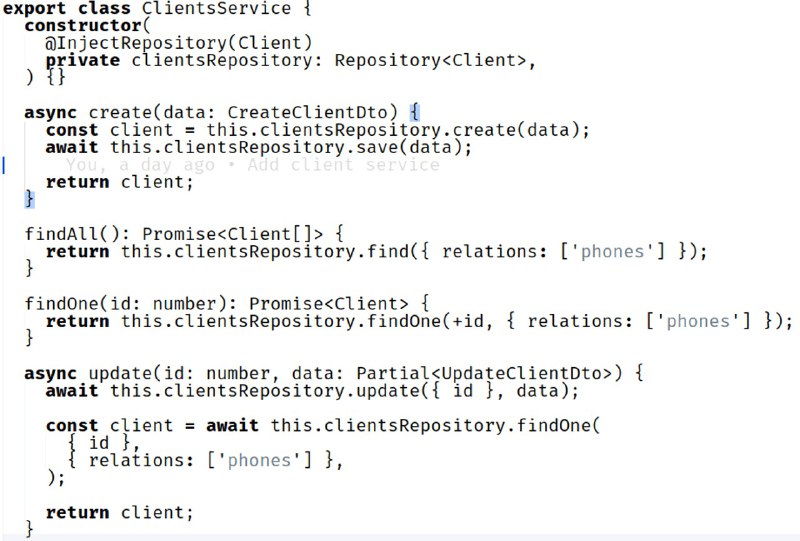 export class ClientsService {
  constructor(
    @InjectRepository(Client)
    private clientsRepository: Repository<Client>,
  ) {}
  async create(data: CreateClientDto) {
    const client = this.clientsRepository.create(data);
    await this.clientsRepository.save(data);
      You, a day ago • Add client service
    return client;
  }
  findAll(): Promise<Client[]> {
    return this.clientsRepository.find({ relations: ['phones'] });
  }
  findOne(id: number): Promise<Client> {
    return this.clientsRepository.findOne(+id, { relations: ['phones'] });
  }
  async update(id: number, data: Partial<UpdateClientDto>) {
    await this.clientsRepository.update({ id }, data);
    const client = await this.clientsRepository.findOne(
      { id },
      { relations: ['phones'] },
    );
    return client;
  }